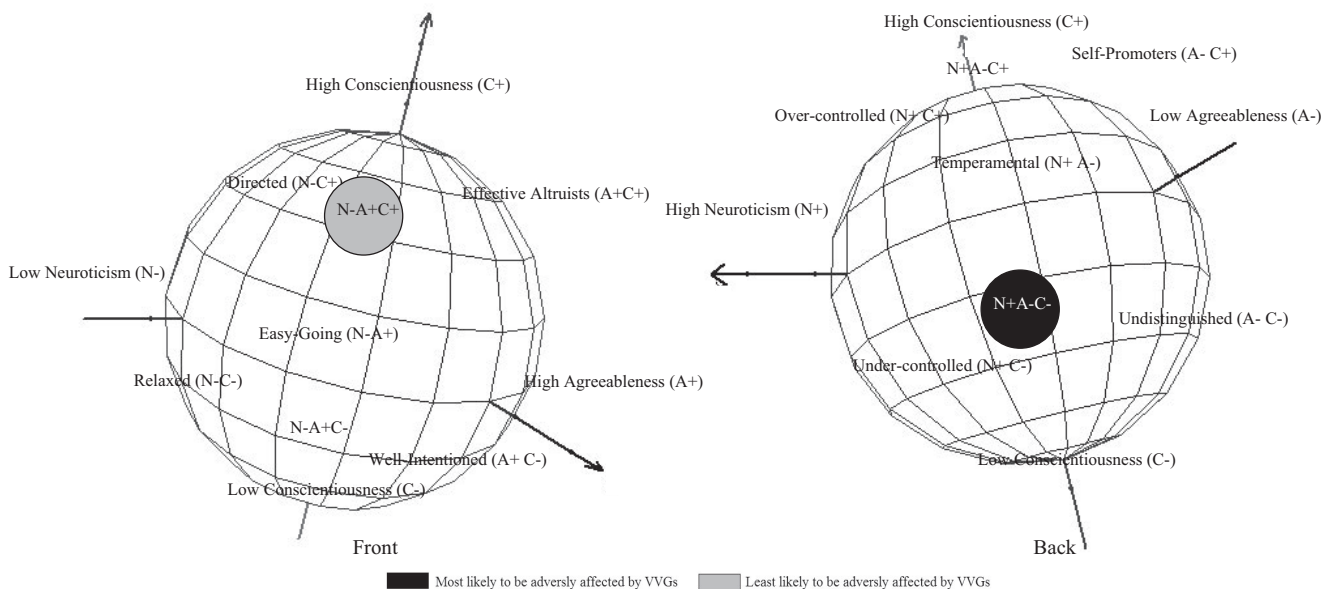 High Conscientiousness (C+)
Directed (N-C+)
Effective Altruists (A+C+)
N-A+C+
Low Neuroticism (N-)
Easy-Going (N-A+)
Relaxed (N-C-)
High Agreeableness (A+)
N-A+C-
Well-Intentioned (A+ C-)
Low Conscientiousness (C-)
Front
High Conscientiousness (C+)
Self-Promoters (A- C+)
N+A-C+
Over-controlled (N+ C+)
Low Agreeableness (A-)
Temperamental (N+ A-)
High Neuroticism (N+)
N+A-C-
Undistinguished (A- C-)
Under-controlled (N+ C-)
Low Conscientiousness (C-)
Back
Most likely to be adversly affected by VVGs
Least likely to be adversly affected by VVGs